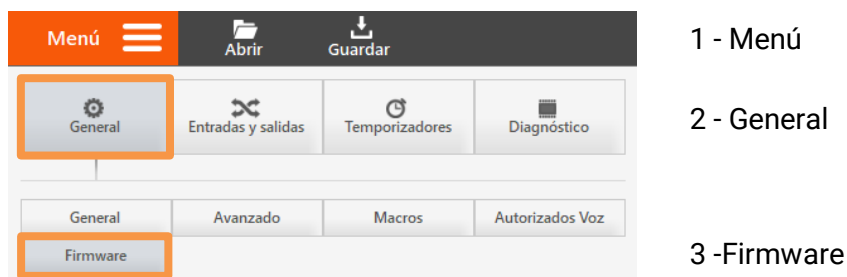 Menú
Abrir
Guardar
1 - Menú
General
Entradas y salidas
Temporizadores
Diagnóstico
2 - General
General
Avanzado
Macros
Autorizados Voz
Firmware
3 -Firmware